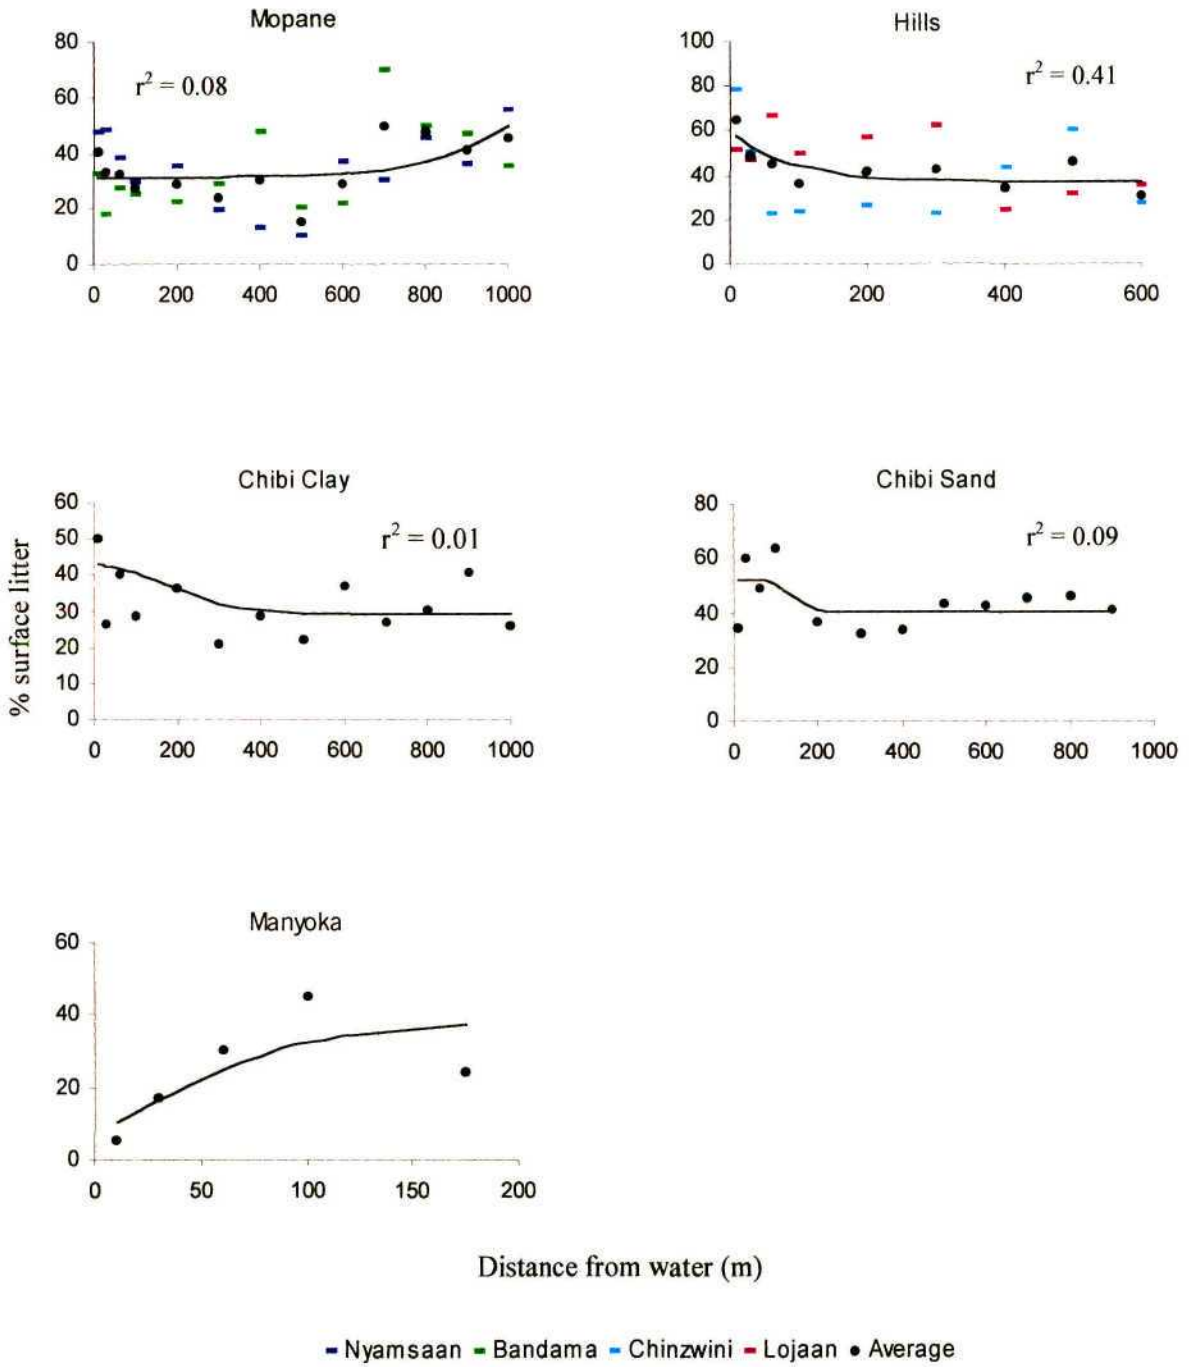 Mopane
80
60
40
20
0
r² = 0.08
0 200 400 600 800 1000
Hills
100
80
60
40
20
0
r² = 0.41
0 200 400 600
% surface litter
Chibi Clay
60
50
40
30
20
10
0
r² = 0.01
0 200 400 600 800 1000
Chibi Sand
80
60
40
20
0
r² = 0.09
0 200 400 600 800 1000
Manyoka
60
40
20
0
0 50 100 150 200
Distance from water (m)
Nyamsaan Bandama Chinzwini Lojaan Average